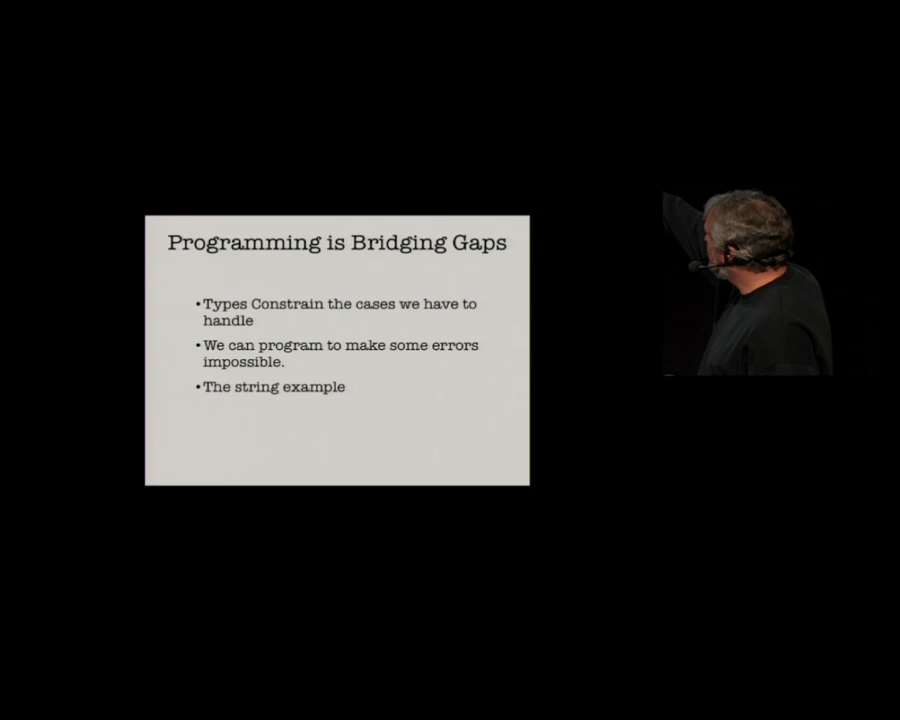 Programming is Bridging Gaps
•Types Constrain the cases we have to
handle
•We can program to make some errors
impossible.
•The string example